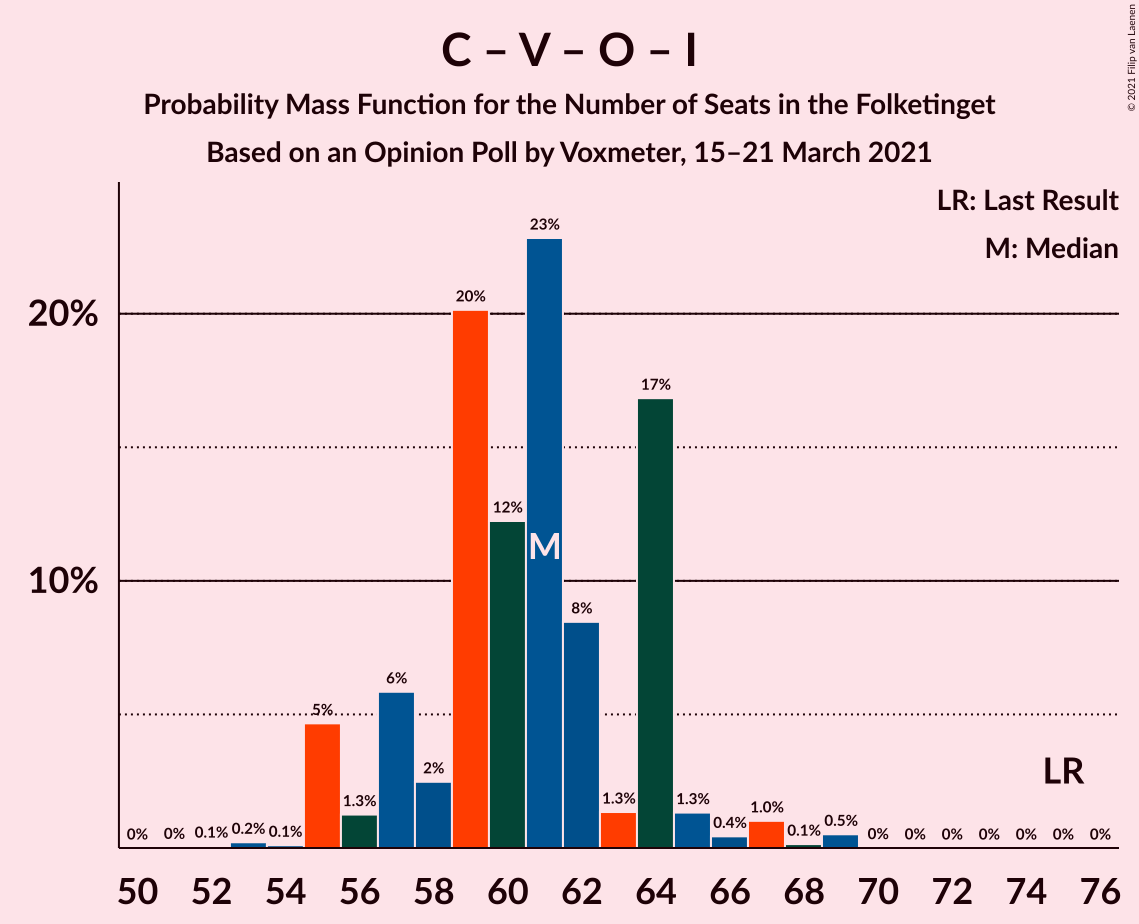 C – V – O – I
Probability Mass Function for the Number of Seats in the Folketinget
Based on an Opinion Poll by Voxmeter, 15–21 March 2021
© 2021 Filip van Laenen
LR: Last Result
M: Median
20%
10%
0% 0% 0.1% 0.2% 0.1% 5% 1.3% 6% 2% 20% 12% 23% 8% 1.3% 17% 1.3% 0.4% 1.0% 0.1% 0.5% 0% 0% 0% 0% 0% 0% 0%
M
LR
50 52 54 56 58 60 62 64 66 68 70 72 74 76